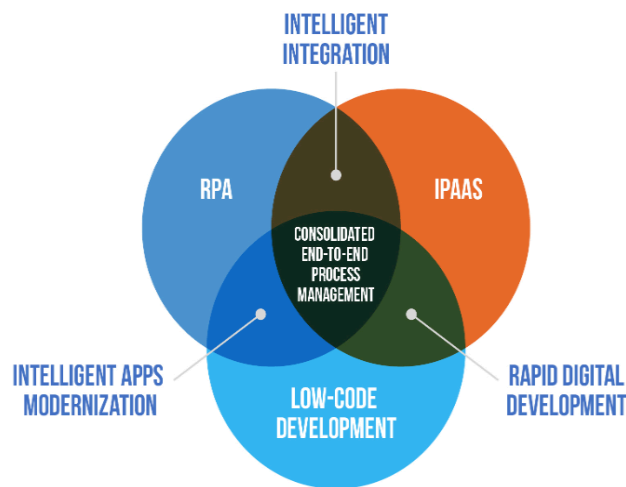 INTELLIGENT
INTEGRATION
RPA
IPAAS
CONSOLIDATED
END-TO-END
PROCESS
MANAGEMENT
INTELLIGENT APPS
MODERNIZATION
LOW-CODE
DEVELOPMENT
RAPID DIGITAL
DEVELOPMENT